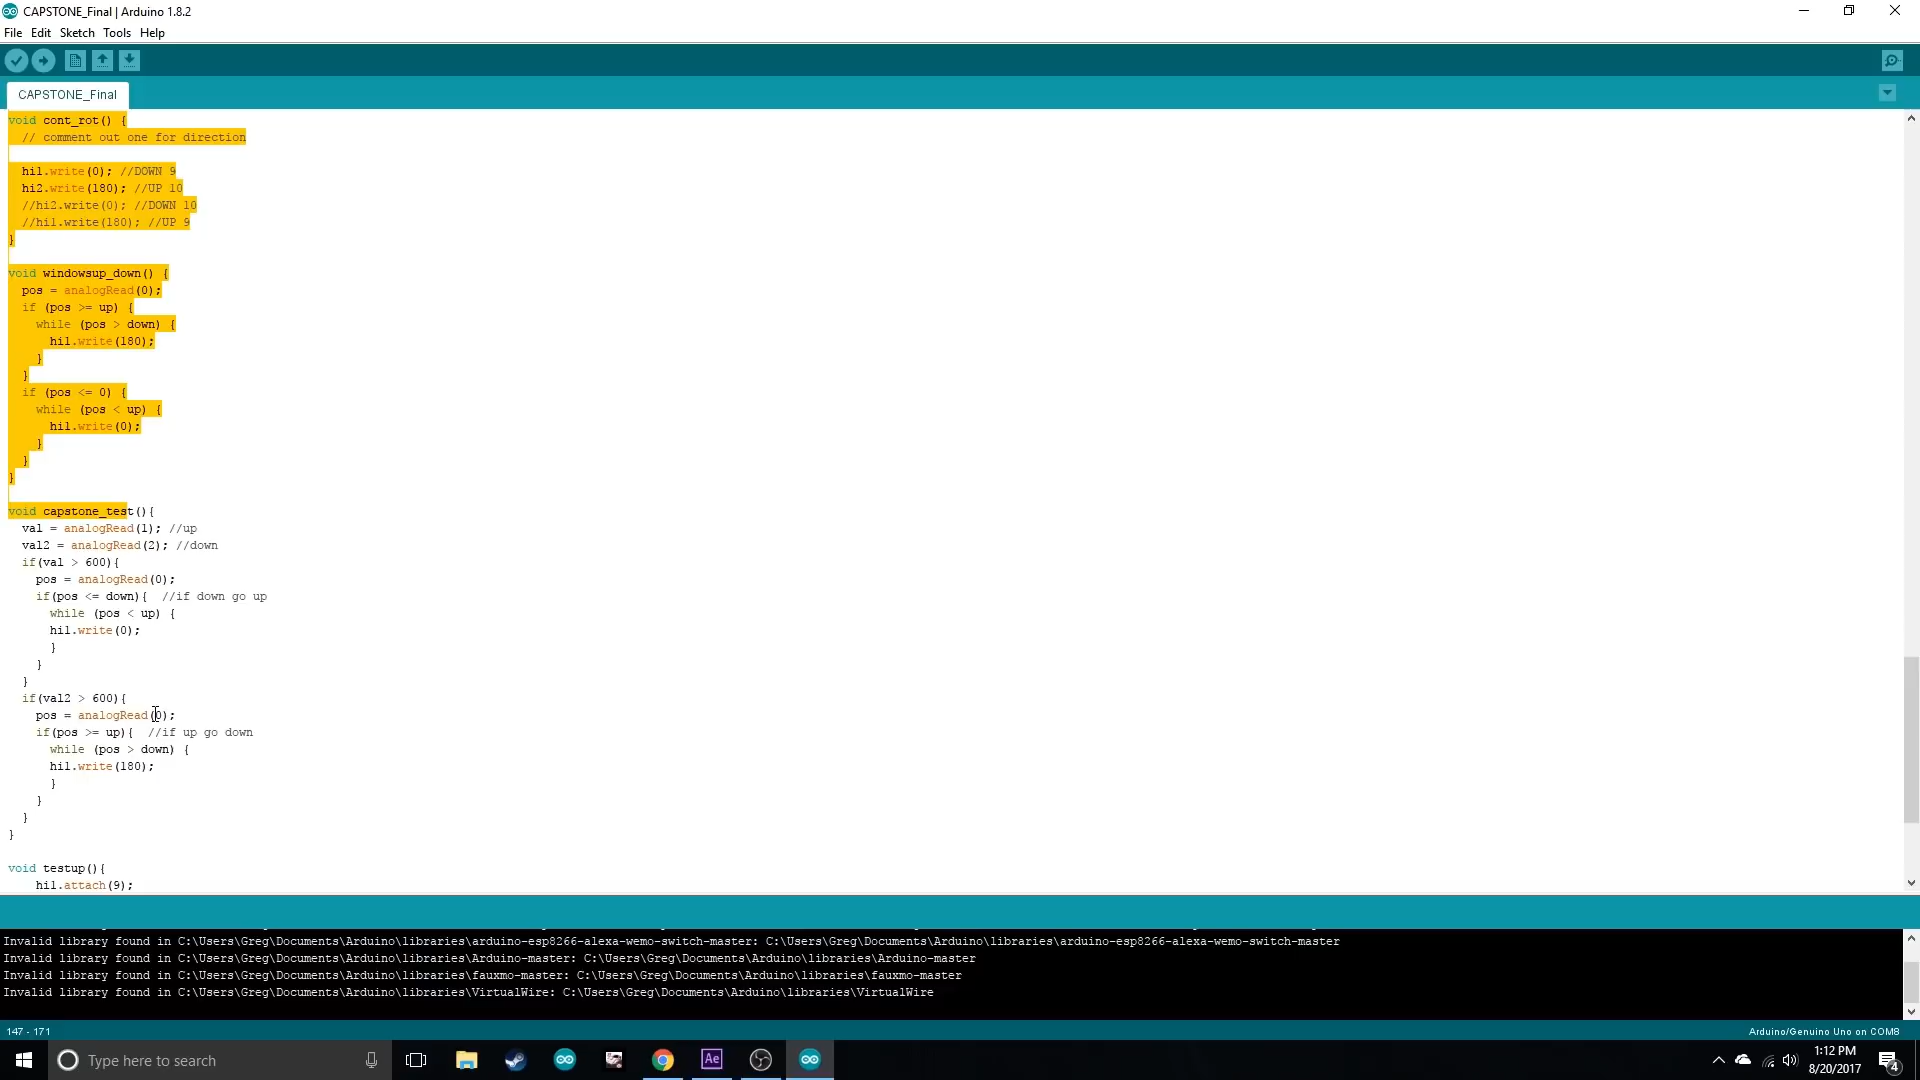 CAPSTONE_Final | Arduino 1.8.2
File Edit Sketch Tools Help
CAPSTONE_Final
void cont_rot() {
// comment out one for direction
hi1.write(0); //DOWN 9
hi2.write(180); //UP 10
//hi2.write(0); //DOWN 10
//hi1.write(180); //UP 9
}
void windowsup_down() {
pos = analogRead(0);
if (pos >= up) {
while (pos > down) {
hi1.write(180);
}
}
if (pos <= 0) {
while (pos < up) {
hi1.write(0);
}
}
}
void capstone_test(){
val = analogRead(1); //up
val2 = analogRead(2); //down
if(val > 600){
pos = analogRead(0);
if(pos <= down){ //if down go up
while (pos < up) {
hi1.write(0);
}
}
}
if(val2 > 600){
pos = analogRead(0);
if(pos >= up){ //if up go down
while (pos > down) {
hi1.write(180);
}
}
}
}
void testup(){
hi1.attach(9);
Invalid library found in C:\Users\Greg\Documents\Arduino\libraries\arduino-esp8266-alexa-wemo-switch-master: C:\Users\Greg\Documents\Arduino\libraries\arduino-esp8266-alexa-wemo-switch-master
Invalid library found in C:\Users\Greg\Documents\Arduino\libraries\Arduino-master: C:\Users\Greg\Documents\Arduino\libraries\Arduino-master
Invalid library found in C:\Users\Greg\Documents\Arduino\libraries\fauxmo-master: C:\Users\Greg\Documents\Arduino\libraries\fauxmo-master
Invalid library found in C:\Users\Greg\Documents\Arduino\libraries\VirtualWire: C:\Users\Greg\Documents\Arduino\libraries\VirtualWire
147 - 171
Arduino/Genuino Uno on COM8
Type here to search
Ae
1:12 PM
8/20/2017
4